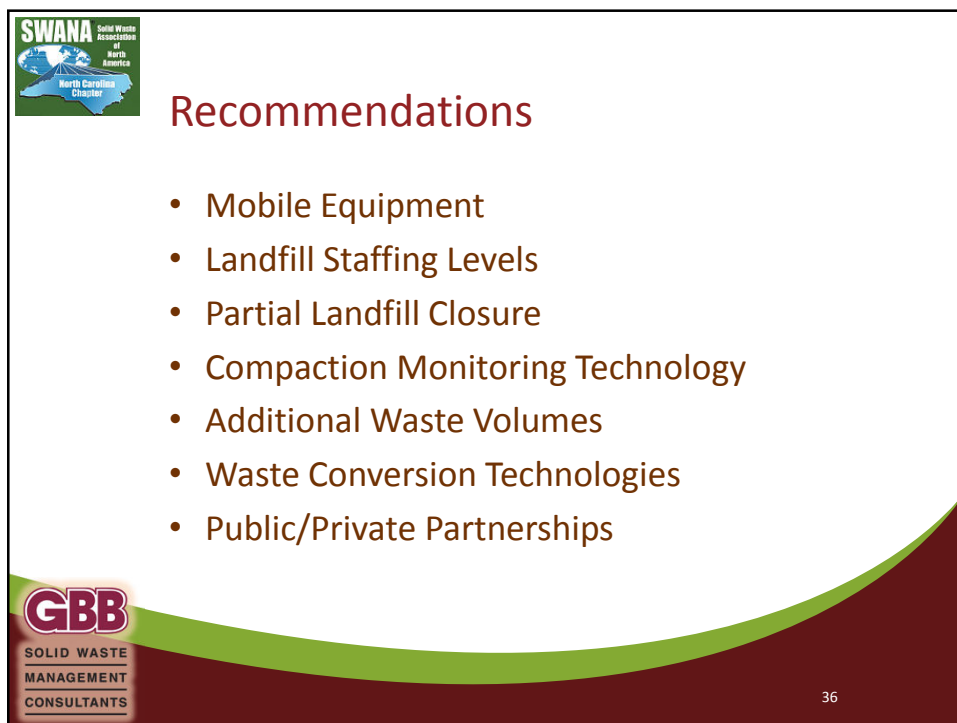 SWANA
Solid Waste
Association
of
North
America
North Carolina
Chapter
Recommendations
• Mobile Equipment
• Landfill Staffing Levels
• Partial Landfill Closure
• Compaction Monitoring Technology
• Additional Waste Volumes
• Waste Conversion Technologies
• Public/Private Partnerships
GBB
SOLID WASTE
MANAGEMENT
CONSULTANTS
36